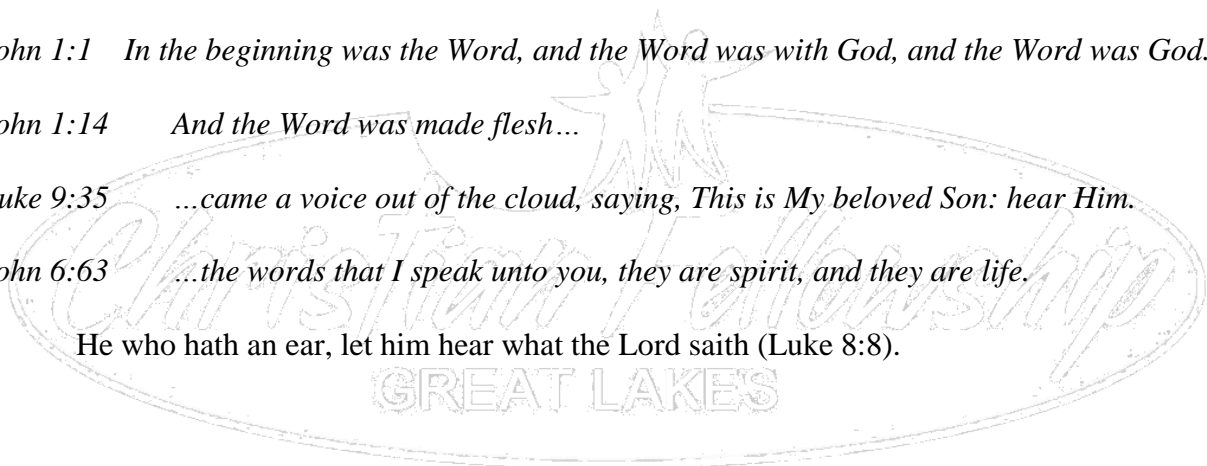 ohn 1:1 In the beginning was the Word, and the Word was with God, and the Word was God.
ohn 1:14 And the Word was made flesh…
uke 9:35 …came a voice out of the cloud, saying, This is My beloved Son: hear Him.
ohn 6:63 …the words that I speak unto you, they are spirit, and they are life.
Christian Fellowship
He who hath an ear, let him hear what the Lord saith (Luke 8:8).
GREAT LAKES